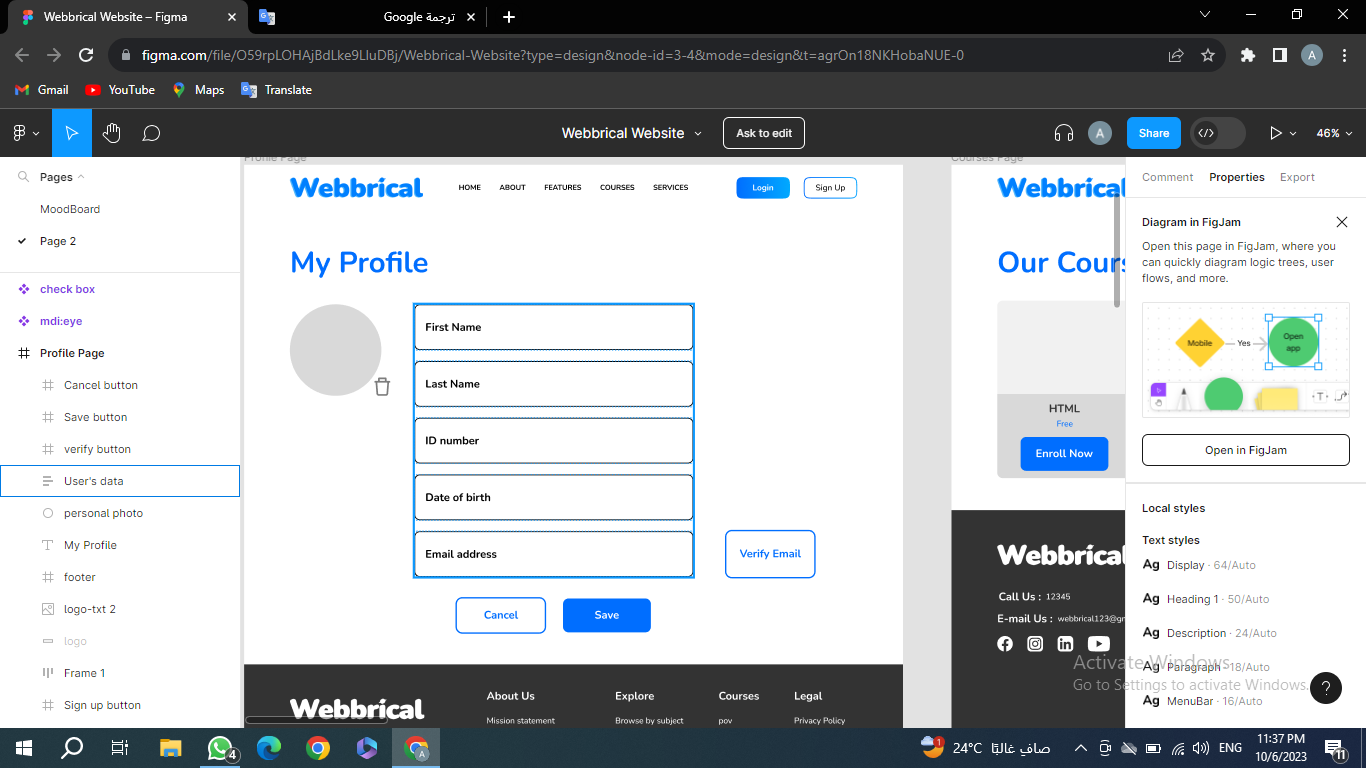 Webbrical Website – Figma
ترجمة Google
figma.com/file/O59rpLOHAjBdLke9LIuDBj/Webbrical-Website?type=design&node-id=3-4&mode=design&t=agrOn18NKHobaNUE-0
A
Gmail
YouTube
Maps
Translate
Webbrical Website
Ask to edit
A
Share
46%
Pages
MoodBoard
Page 2
check box
mdi:eye
Profile Page
Cancel button
Save button
verify button
User's data
personal photo
My Profile
footer
logo-txt 2
logo
Frame 1
Sign up button
Profile Page
Webbrical
HOME
ABOUT
FEATURES
COURSES
SERVICES
Login
Sign Up
My Profile
First Name
Last Name
ID number
Date of birth
Email address
Verify Email
Cancel
Save
Webbrical
About Us
Explore
Courses
Legal
Mission statement
Browse by subject
pov
Privacy Policy
Courses Page
Webbrical
Our Cours
HTML
Free
Enroll Now
Webbrical
Call Us : 12345
E-mail Us : webbrical123@gm
Comment
Properties
Export
Diagram in FigJam
Open this page in FigJam, where you
can quickly diagram logic trees, user
flows, and more.
Mobile
Yes
Open
app
T
Open in FigJam
Local styles
Text styles
Ag Display · 64/Auto
Ag Heading 1 · 50/Auto
Ag Description · 24/Auto
Ag Paragraph · 18/Auto
Ag MenuBar · 16/Auto
Activate Windows
Go to Settings to activate Windows.
?
4
A
1
24°C صافٍ غالبًا
ENG
11:37 PM
10/6/2023
11